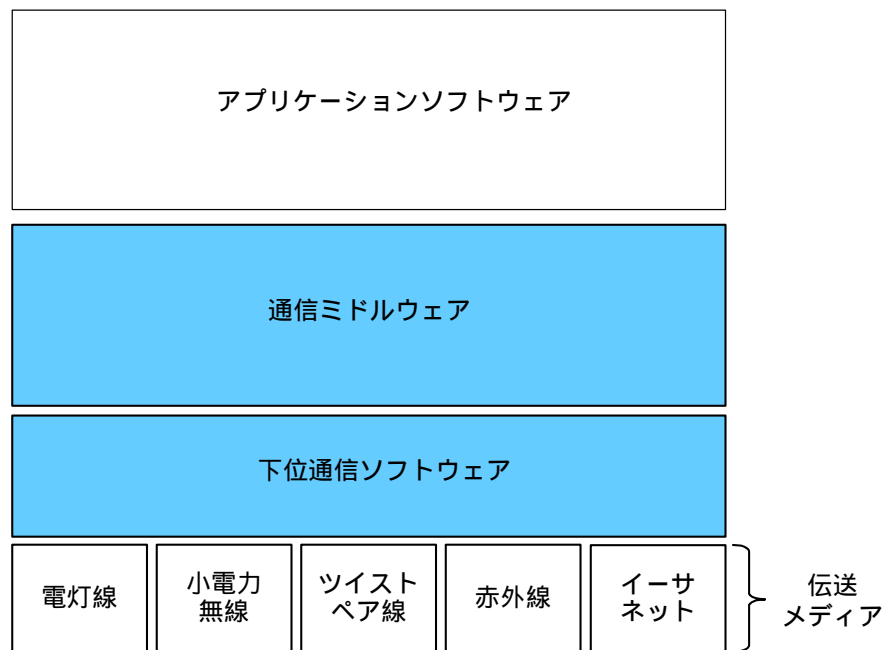 アプリケーションソフトウェア
通信ミドルウェア
下位通信ソフトウェア
電灯線
小電力
無線
ツイスト
ペア線
赤外線
イーサ
ネット
伝送
メディア